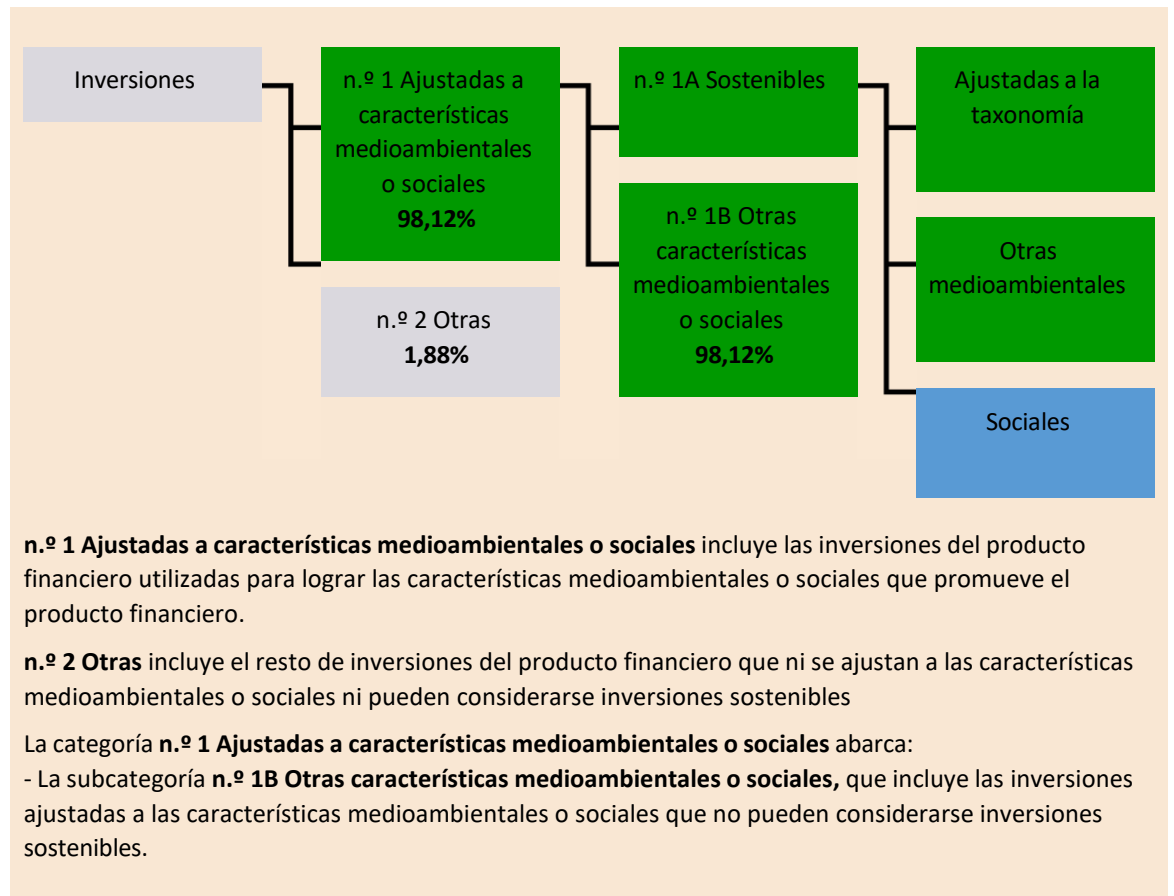 Inversiones
n.º 1 Ajustadas a
características
medioambientales
o sociales
98,12%
n.º 2 Otras
1,88%
n.º 1A Sostenibles
n.º 1B Otras
características
medioambientales
o sociales
98,12%
Ajustadas a la
taxonomía
Otras
medioambientales
Sociales
n.º 1 Ajustadas a características medioambientales o sociales incluye las inversiones del producto
financiero utilizadas para lograr las características medioambientales o sociales que promueve el
producto financiero.
n.º 2 Otras incluye el resto de inversiones del producto financiero que ni se ajustan a las características
medioambientales o sociales ni pueden considerarse inversiones sostenibles
La categoría n.º 1 Ajustadas a características medioambientales o sociales abarca:
- La subcategoría n.º 1B Otras características medioambientales o sociales, que incluye las inversiones
ajustadas a las características medioambientales o sociales que no pueden considerarse inversiones
sostenibles.